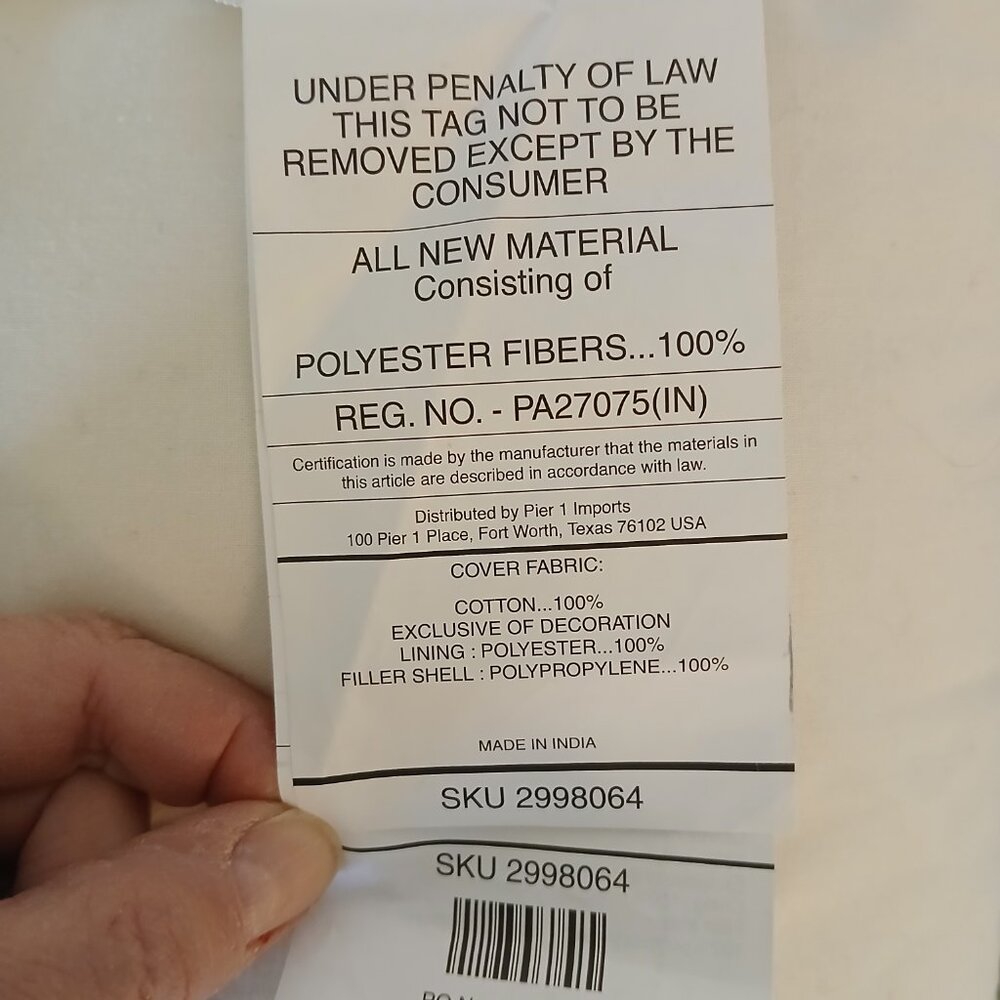 UNDER PENALTY OF LAW
THIS TAG NOT TO BE
REMOVED EXCEPT BY THE
CONSUMER
ALL NEW MATERIAL
Consisting of
POLYESTER FIBERS...100%
REG. NO. - PA27075(IN)
Certification is made by the manufacturer that the materials in
this article are described in accordance with law.
Distributed by Pier 1 Imports
100 Pier 1 Place, Fort Worth, Texas 76102 USA
COVER FABRIC:
COTTON...100%
EXCLUSIVE OF DECORATION
LINING : POLYESTER...100%
FILLER SHELL : POLYPROPYLENE...100%
MADE IN INDIA
SKU 2998064
SKU 2998064